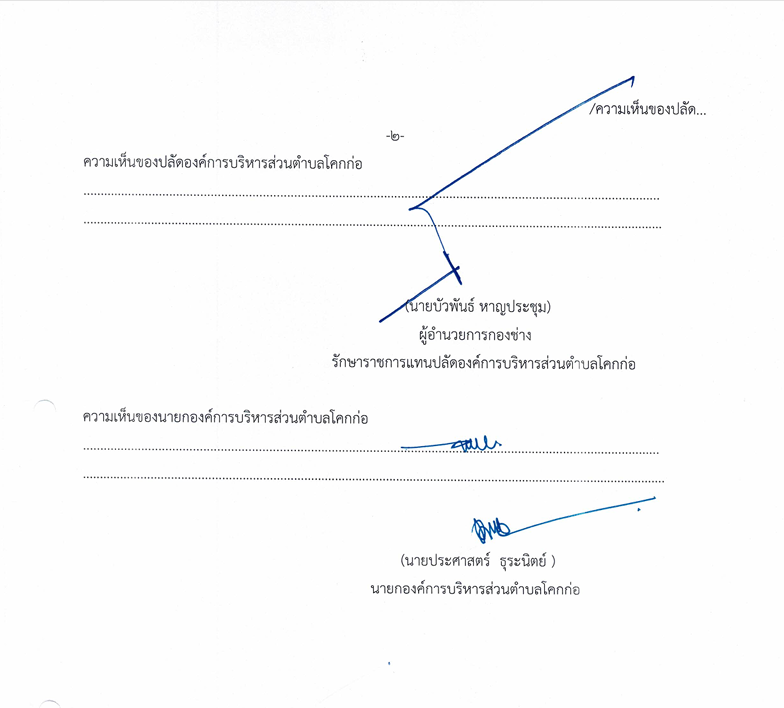 /ความเห็นของปลัด...
-๒-
ความเห็นของปลัดองค์การบริหารส่วนตำบลโคกก่อ
(นายบัวพันธ์ หาญประชุม)
ผู้อำนวยการกองช่าง
รักษาราชการแทนปลัดองค์การบริหารส่วนตำบลโคกก่อ
ความเห็นของนายกองค์การบริหารส่วนตำบลโคกก่อ
(นายประศาสตร์ ธุระนิตย์ )
นายกองค์การบริหารส่วนตำบลโคกก่อ